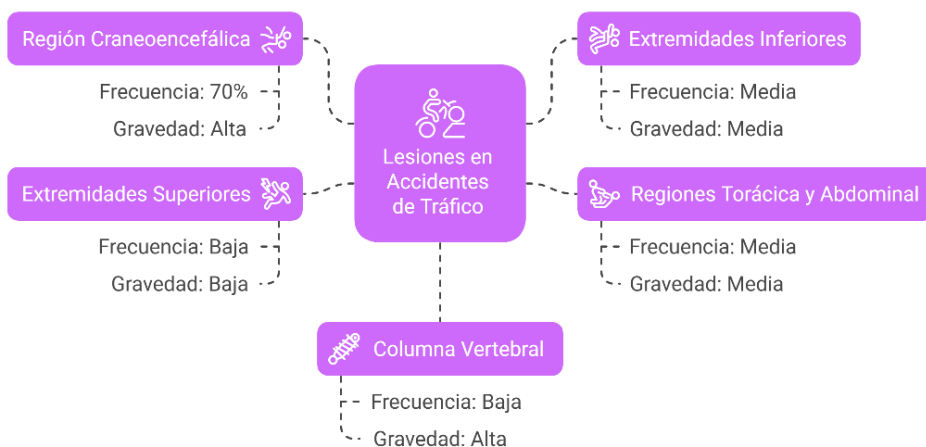 Región Craneoencefálica
Frecuencia: 70%
Gravedad: Alta
Extremidades Superiores
Frecuencia: Baja
Gravedad: Baja
Lesiones en
Accidentes
de Tráfico
Extremidades Inferiores
Frecuencia: Media
Gravedad: Media
Regiones Torácica y Abdominal
Frecuencia: Media
Gravedad: Media
Columna Vertebral
Frecuencia: Baja
Gravedad: Alta